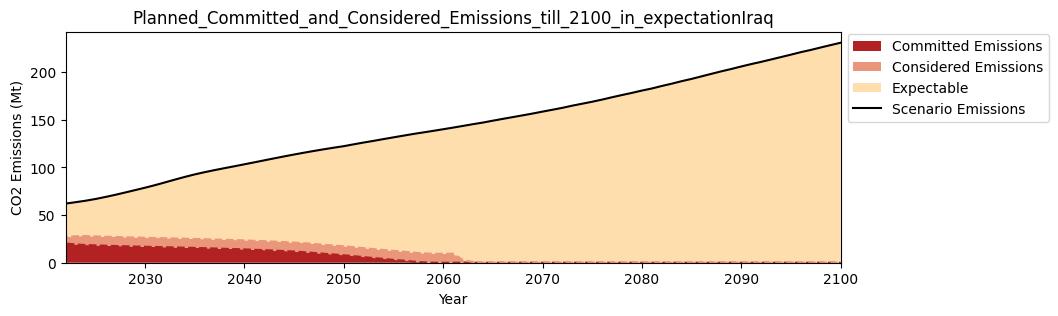 Planned_Committed_and_Considered_Emissions_till_2100_in_expectationIraq
Committed Emissions
Considered Emissions
Expectable
Scenario Emissions
CO2 Emissions (Mt)
200
150
100
50
0
2030 2040 2050 2060 2070 2080 2090 2100
Year